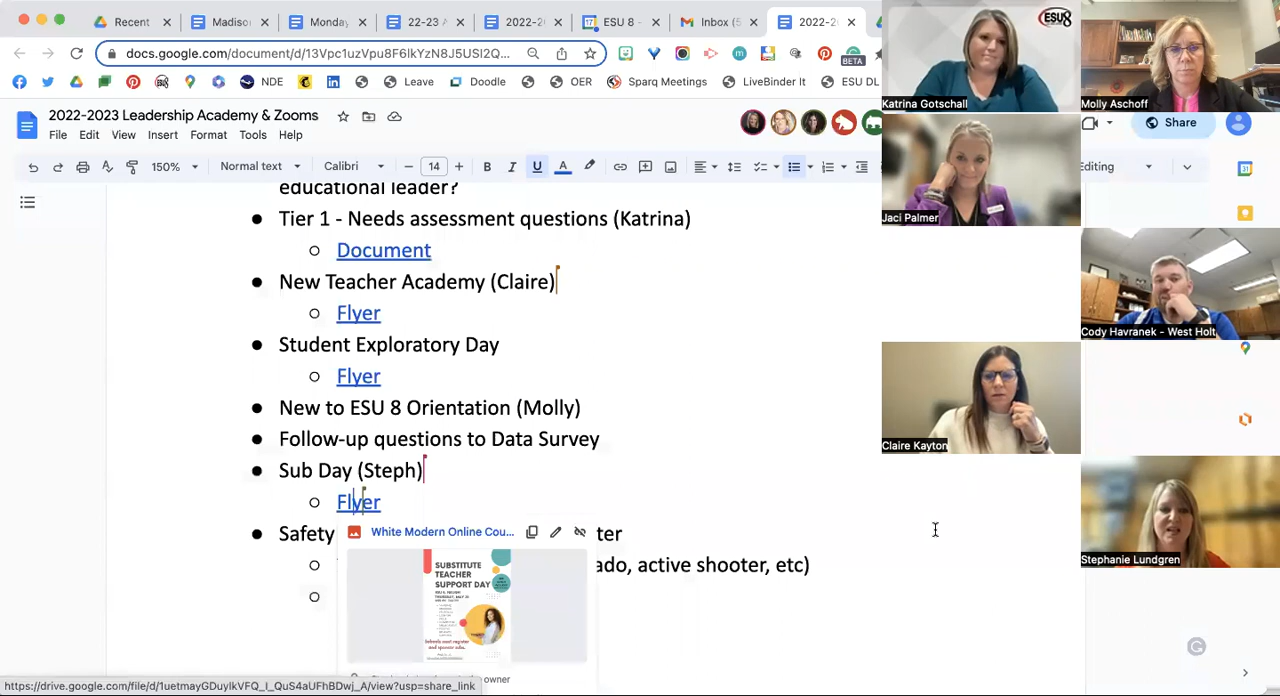 Recent
Madiso
Monday
22-23 A
2022-2
ESU 8 -
Inbox (5
2022-2
docs.google.com/document/d/13Vpc1uzVpu8F6lkYzN8J5USl2Q...
BETA
NDE
Leave
Doodle
OER
Sparq Meetings
LiveBinder It
ESU DL
2022-2023 Leadership Academy & Zooms
File Edit View Insert Format Tools Help
Share
150%
Normal text
Calibri
14
B
I
U
A
Editing
educational leader?
Tier 1 - Needs assessment questions (Katrina)
Document
New Teacher Academy (Claire)
Flyer
Student Exploratory Day
Flyer
New to ESU 8 Orientation (Molly)
Follow-up questions to Data Survey
Sub Day (Steph)
Flyer
Safety
ter
White Modern Online Cou...
ado, active shooter, etc)
SUBSTITUTE
TEACHER
SUPPORT DAY
owner
https://drive.google.com/file/d/1uetmayGDuylkVFQ_I_QuS4aUFhBDwj_A/view?usp=share_link
ESU8
Katrina Gotschall
Molly Aschoff
Jaci Palmer
Cody Havranek - West Holt
Claire Kayton
Stephanie Lundgren